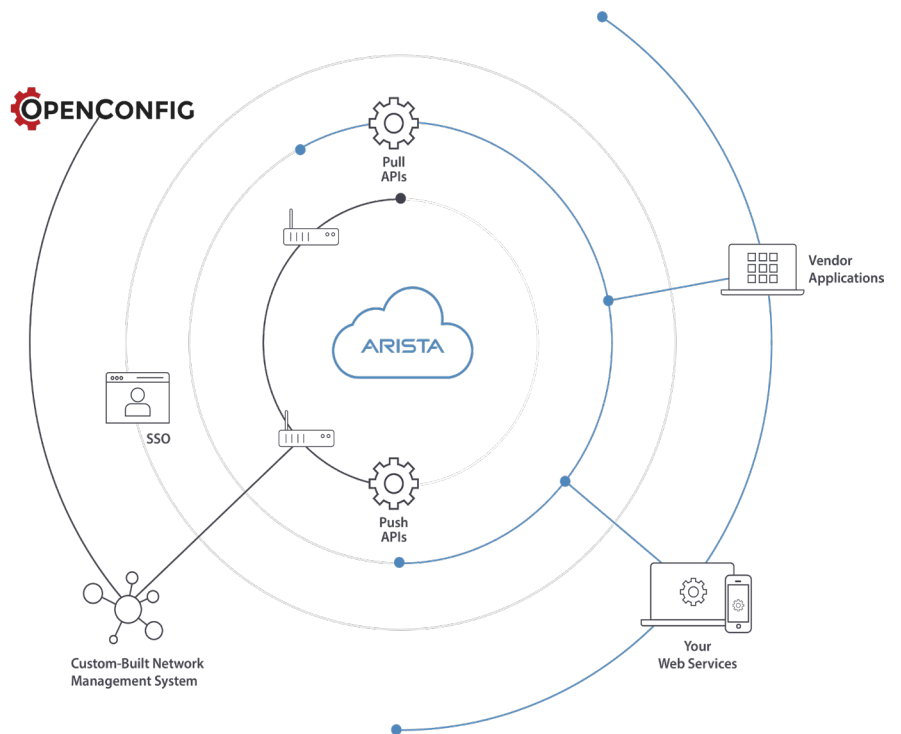 OPENCONFIG
Pull
APIs
Vendor
Applications
ARISTA
SSO
Push
APIs
Your
Web Services
Custom-Built Network
Management System